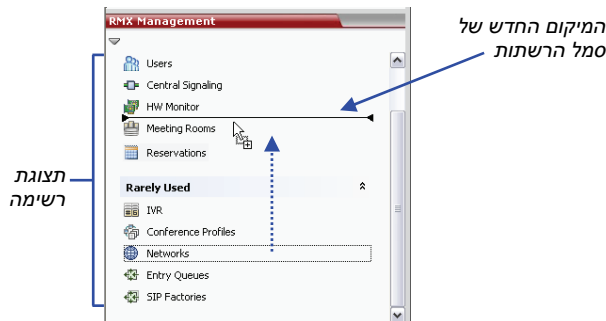 RMX Management
המיקום החדש של
סמל הרשתות
Users
Central Signaling
HW Monitor
Meeting Rooms
Reservations
תצוגת
רשימה
Rarely Used
IVR
Conference Profiles
Networks
Entry Queues
SIP Factories